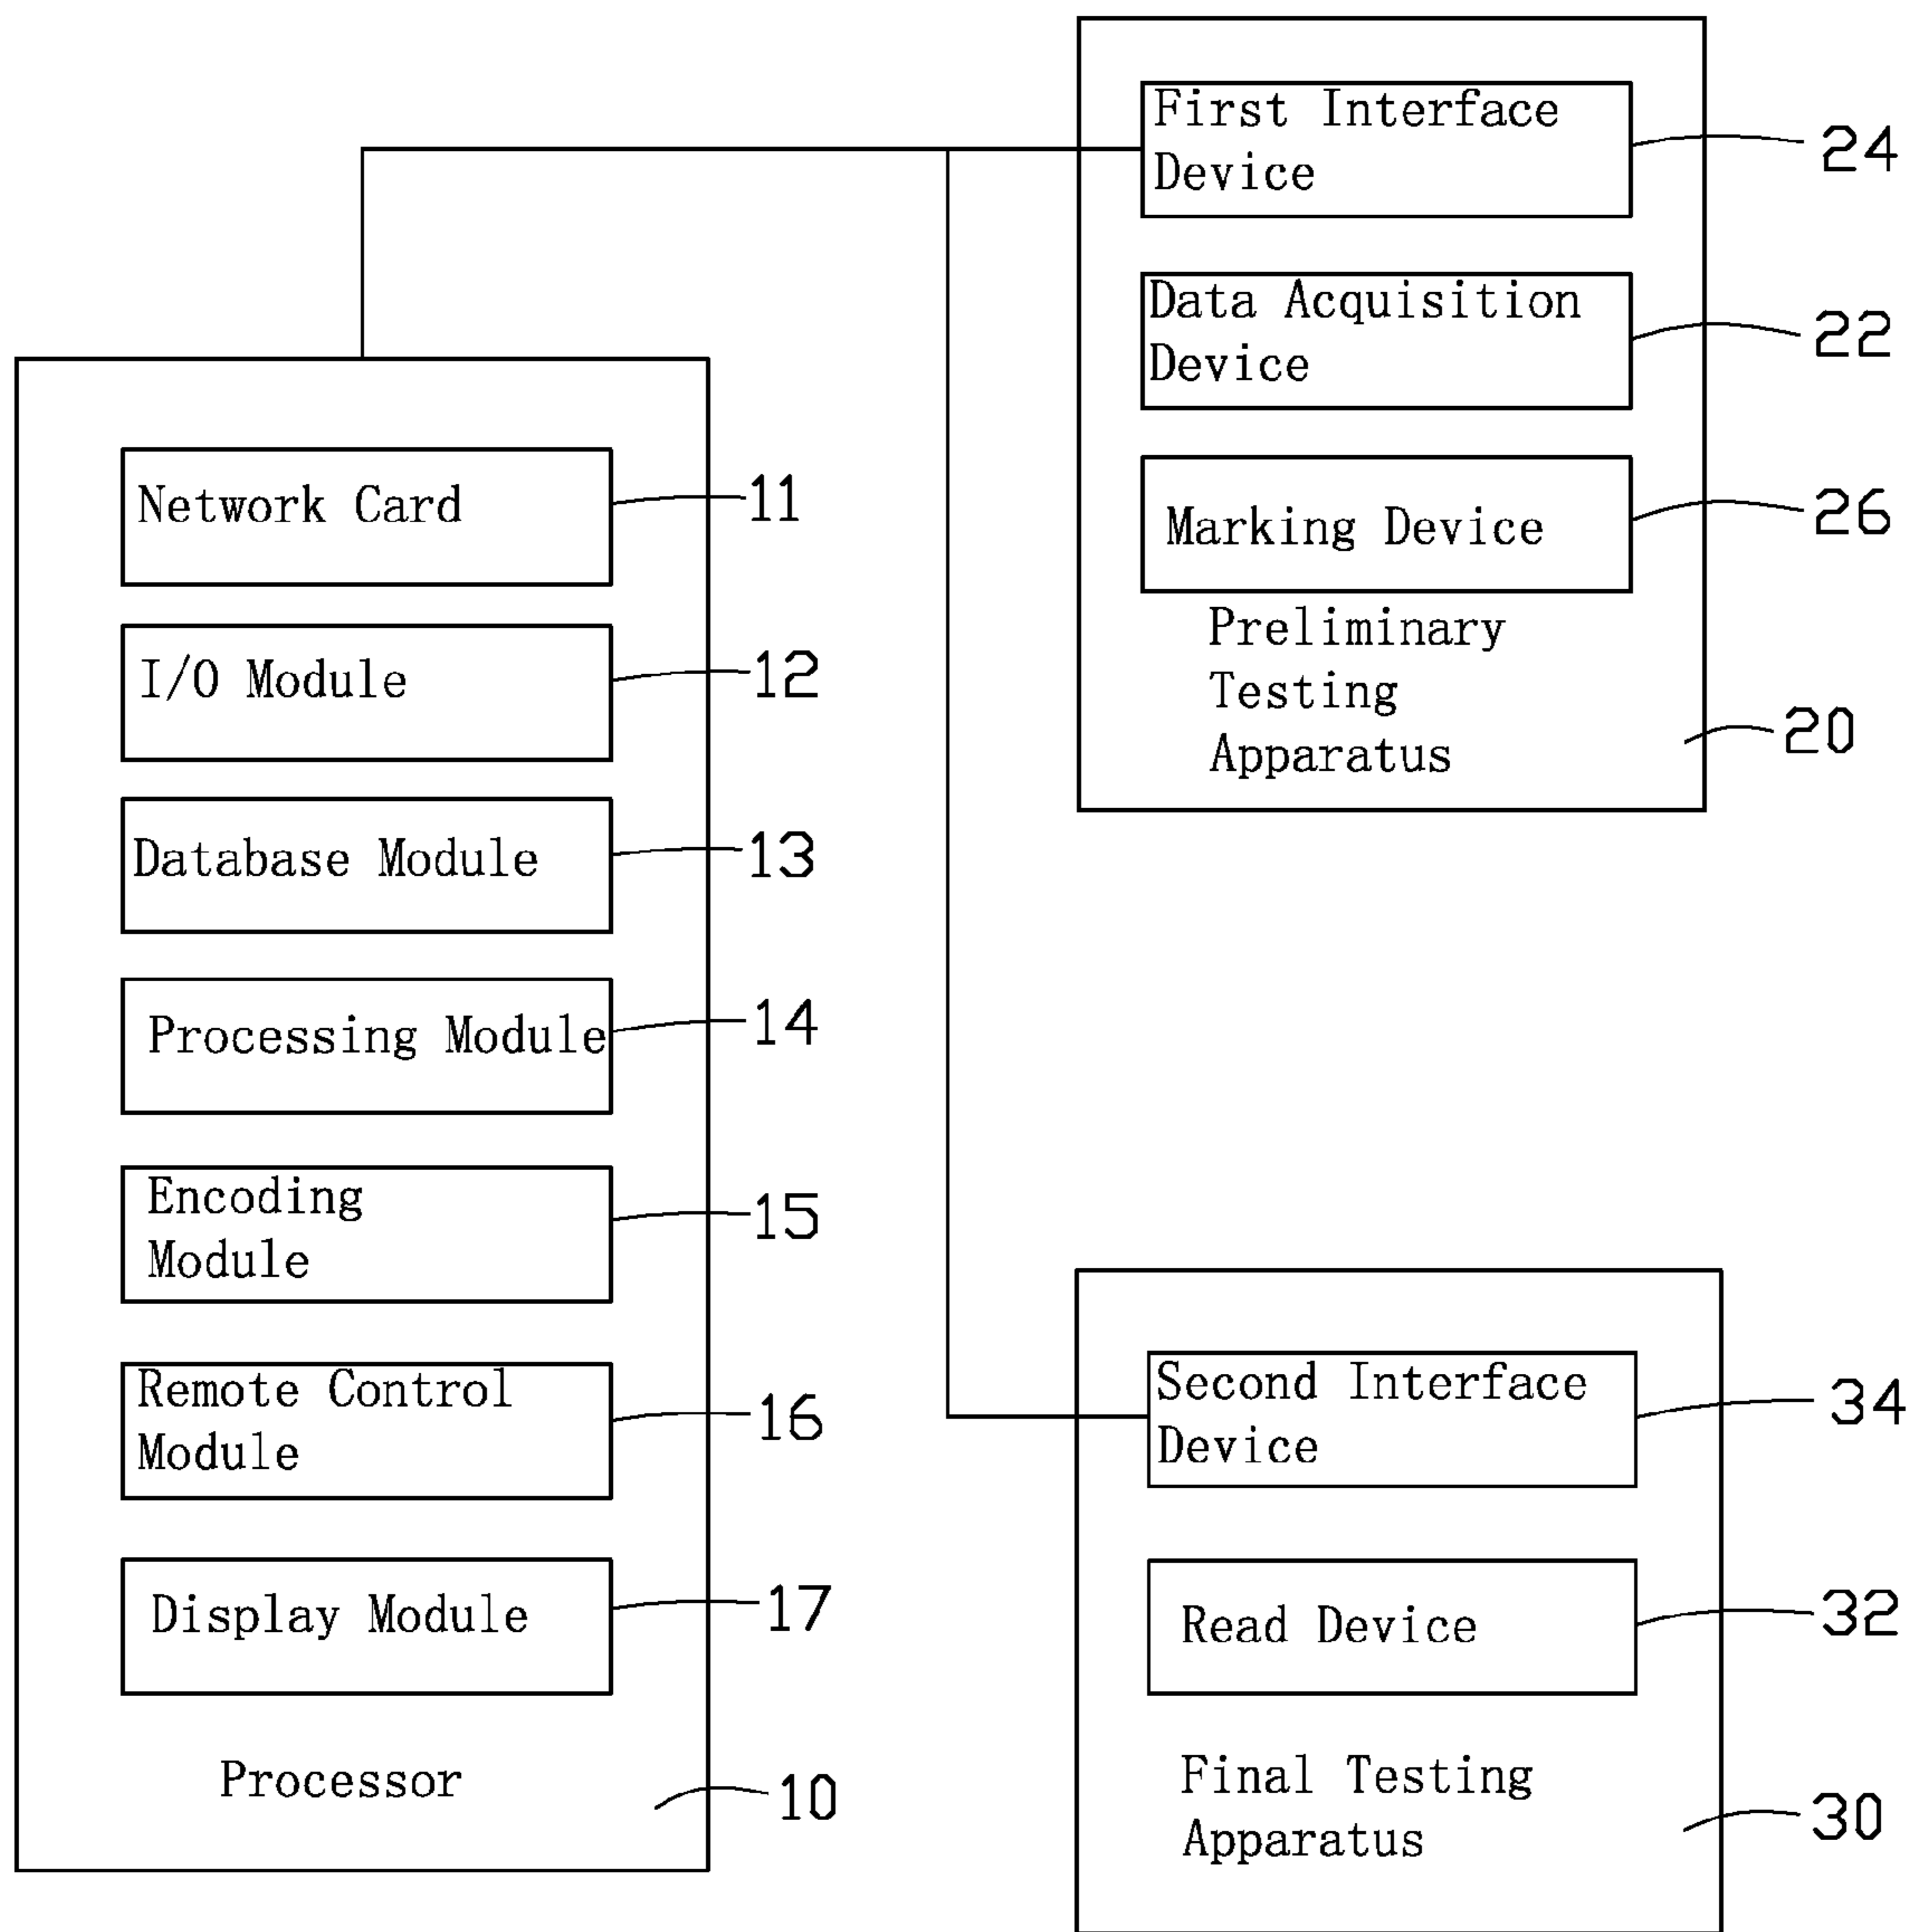 Network Card
11
I/O Module
12
Database Module
13
Processing Module
14
Encoding
Module
15
Remote Control
Module
16
Display Module
17
Processor
10
First Interface
Device
24
Data Acquisition
Device
22
Marking Device
26
Preliminary
Testing
Apparatus
20
Second Interface
Device
34
Read Device
32
Final Testing
Apparatus
30